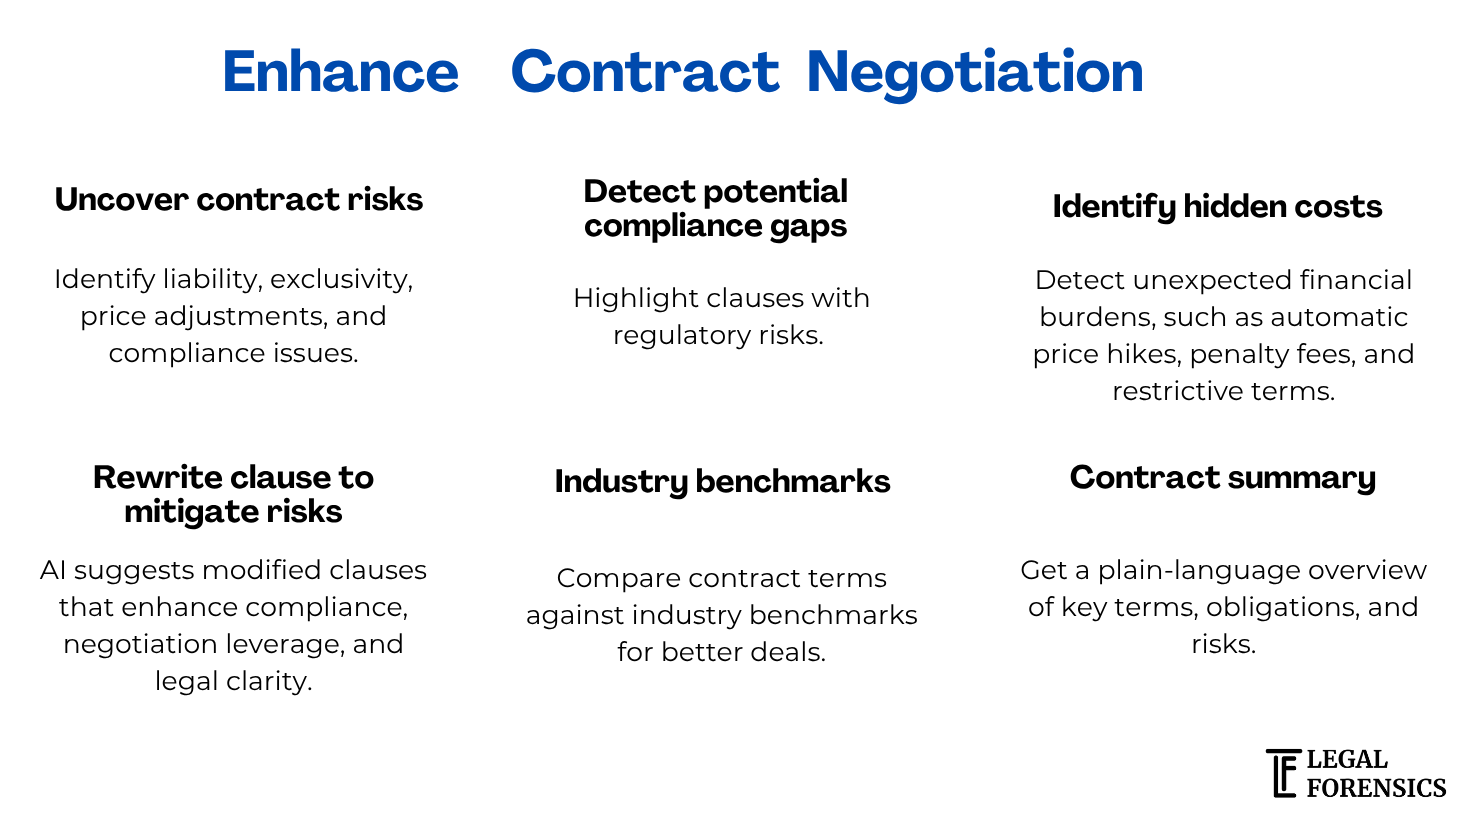 Enhance Contract Negotiation
Uncover contract risks
Identify liability, exclusivity,
price adjustments, and
compliance issues.
Detect potential
compliance gaps
Highlight clauses with
regulatory risks.
Identify hidden costs
Detect unexpected financial
burdens, such as automatic
price hikes, penalty fees, and
restrictive terms.
Rewrite clause to
mitigate risks
AI suggests modified clauses
that enhance compliance,
negotiation leverage, and
legal clarity.
Industry benchmarks
Compare contract terms
against industry benchmarks
for better deals.
Contract summary
Get a plain-language overview
of key terms, obligations, and
risks.
LEGAL
FORENSICS